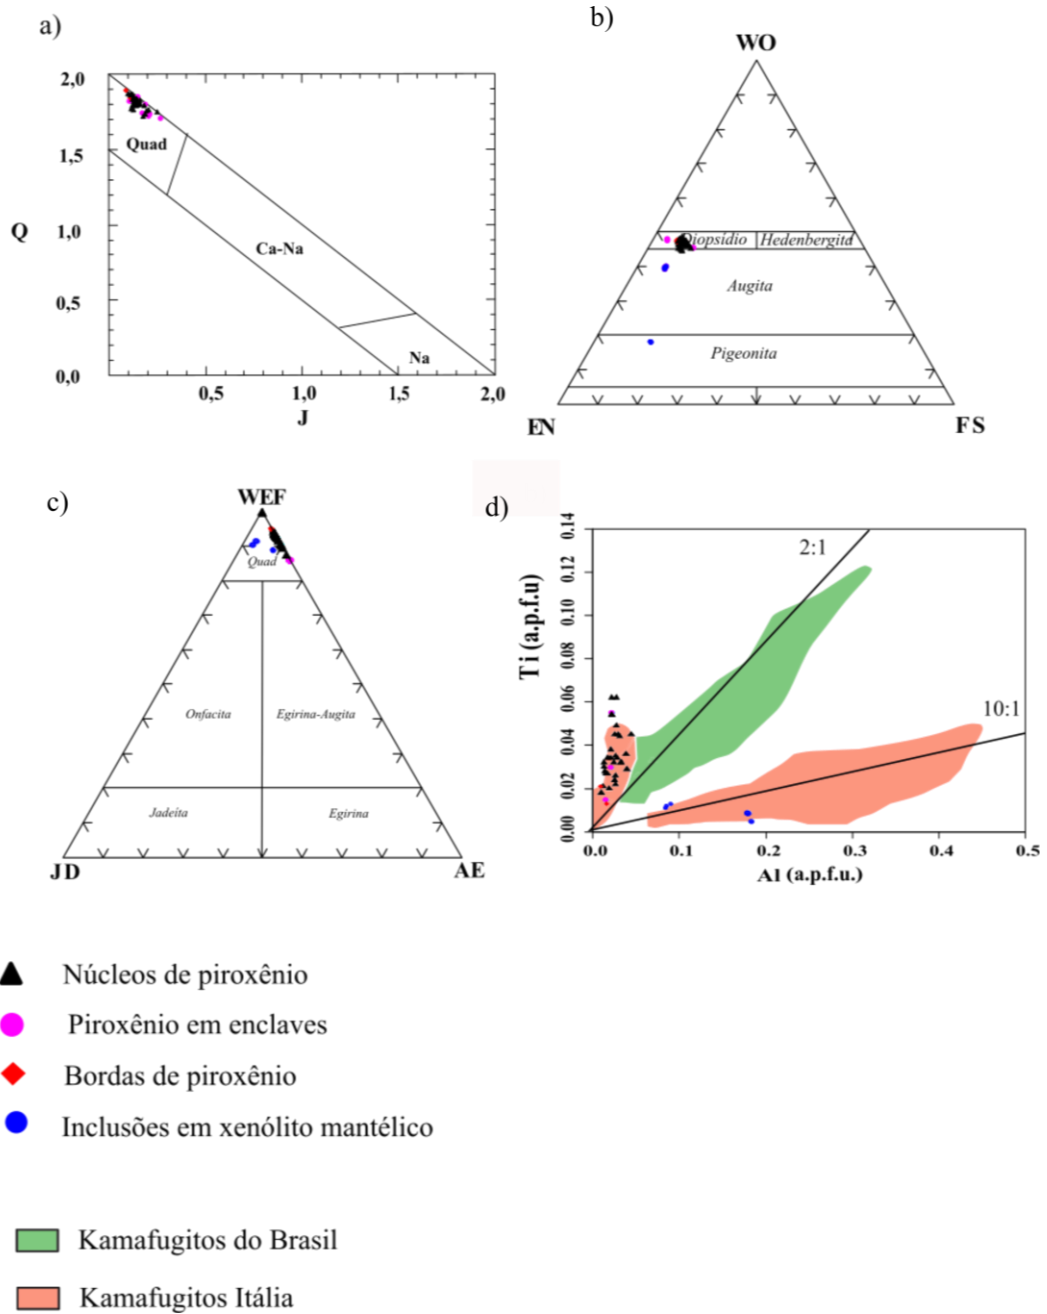 a)
Q
2,0
1,5
1,0
0,5
0,0
Quad
Ca-Na
Na
0,5
1,0
1,5
2,0
J
b)
WO
Diopsídio
Hedenbergita
Augita
Pigeonita
EN
FS
c)
WEF
Quad
Onfacita
Egirina-Augita
Jadeíta
Egirina
JD
AE
d)
Ti (a.p.f.u)
0.14
0.12
0.10
0.08
0.06
0.04
0.02
0.00
2:1
10:1
0.0
0.1
0.2
0.3
0.4
0.5
Al (a.p.f.u.)
Núcleos de piroxênio
Piroxênio em enclaves
Bordas de piroxênio
Inclusões em xenólito mantélico
Kamafugitos do Brasil
Kamafugitos Itália